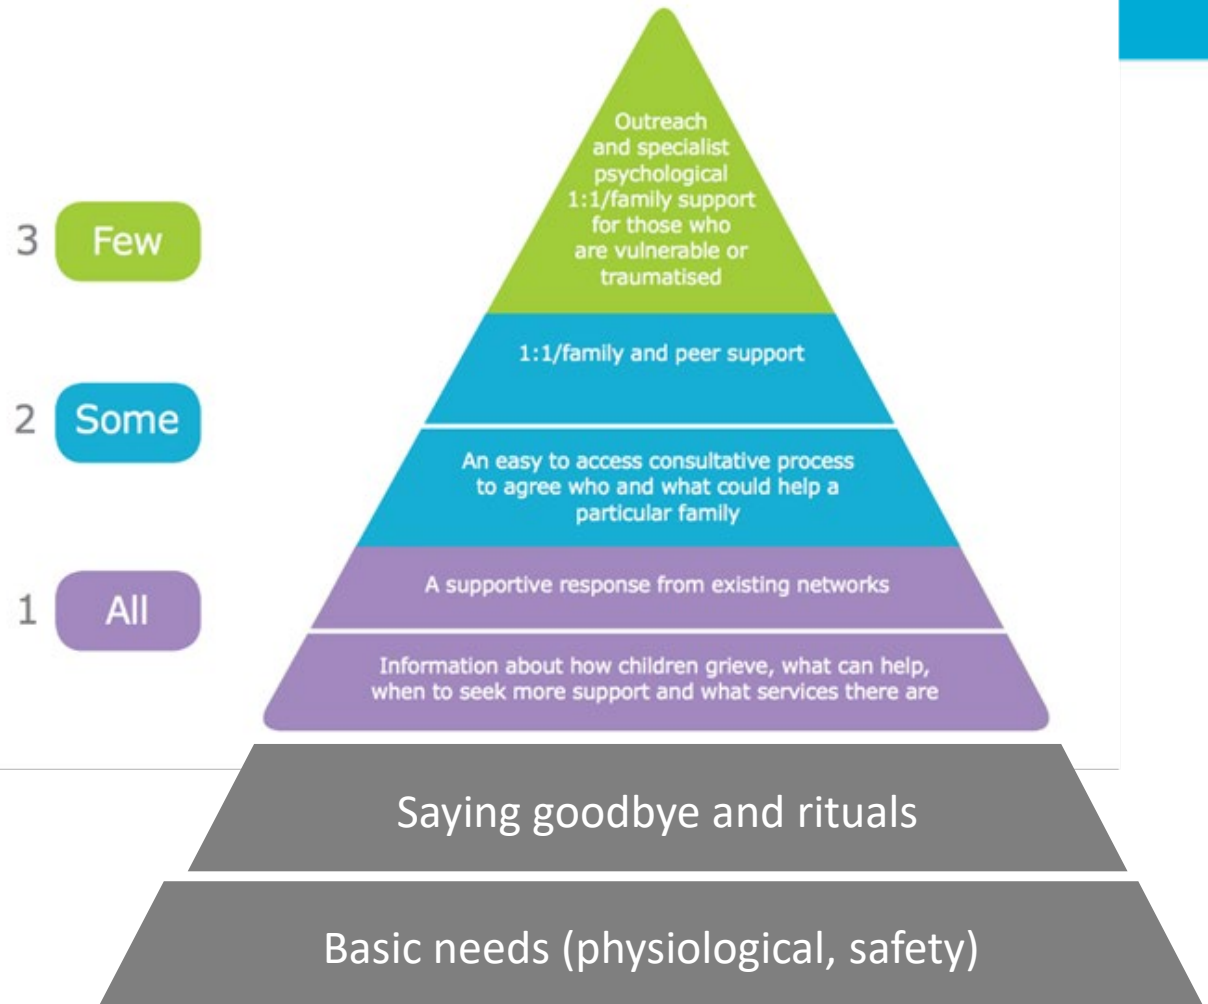 Outreach
and specialist
psychological
1:1/family support
for those who
are vulnerable or
traumatised
3 Few
1:1/family and peer support
2 Some
An easy to access consultative process
to agree who and what could help a
particular family
A supportive response from existing networks
1 All
Information about how children grieve, what can help,
when to seek more support and what services there are
Saying goodbye and rituals
Basic needs (physiological, safety)